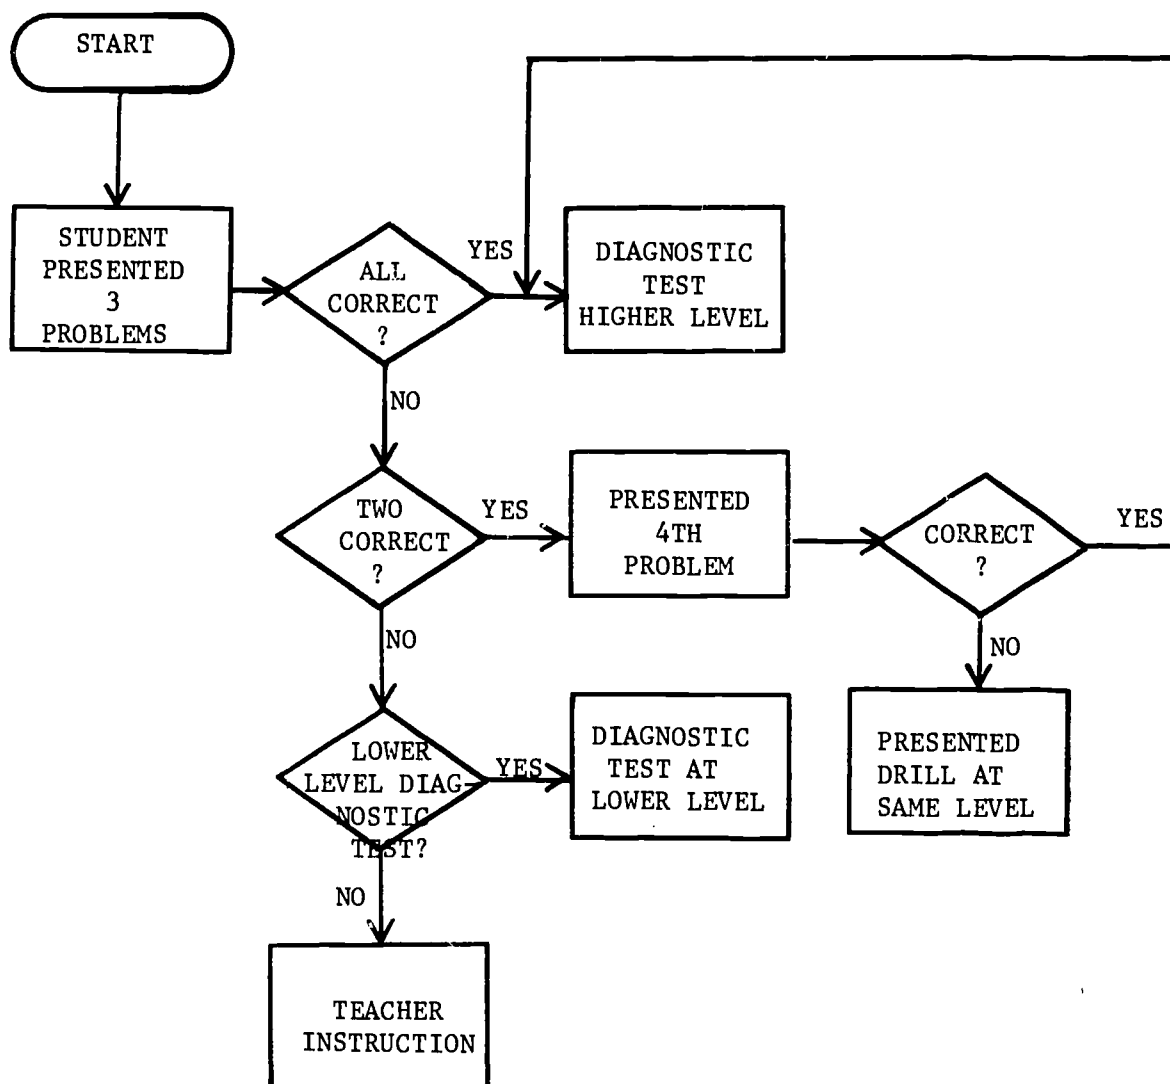 START
STUDENT
PRESENTED
3
PROBLEMS
ALL
CORRECT
?
YES
DIAGNOSTIC
TEST
HIGHER LEVEL
NO
TWO
CORRECT
?
YES
PRESENTED
4TH
PROBLEM
CORRECT
?
YES
NO
NO
LOWER
LEVEL DIAG-
NOSTIC
TEST?
YES
DIAGNOSTIC
TEST AT
LOWER LEVEL
PRESENTED
DRILL AT
SAME LEVEL
NO
TEACHER
INSTRUCTION